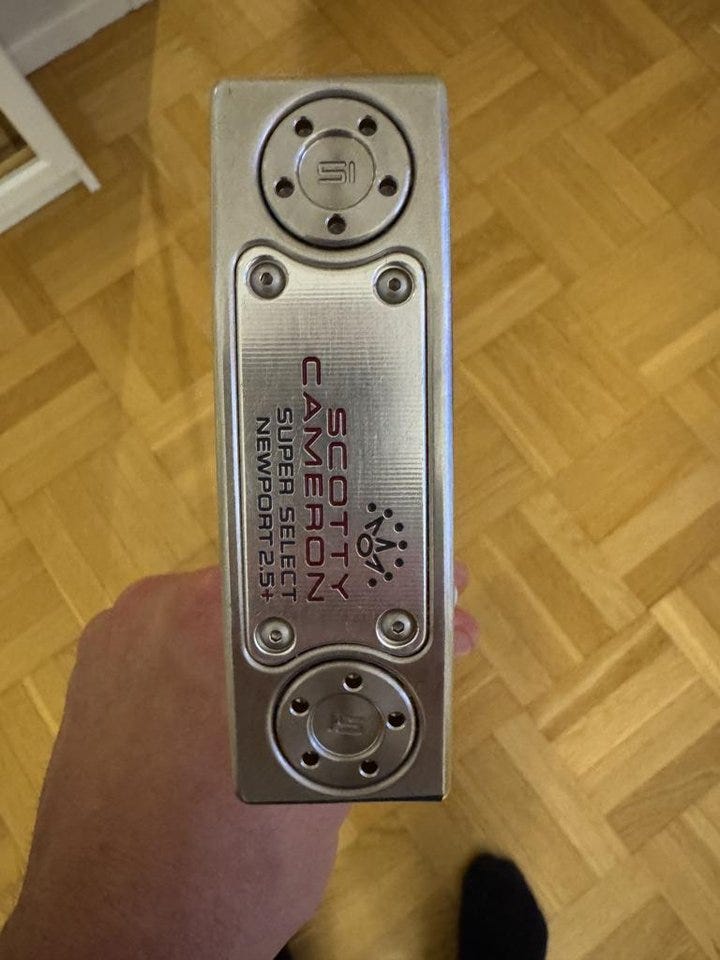 SCOTTY
CAMERON
SUPER SELECT
NEWPORT 2.5+